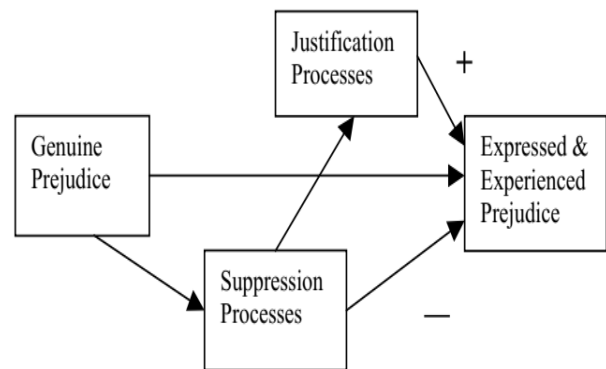 Justification
Processes
+
Genuine
Prejudice
Expressed &
Experienced
Prejudice
Suppression
Processes
—